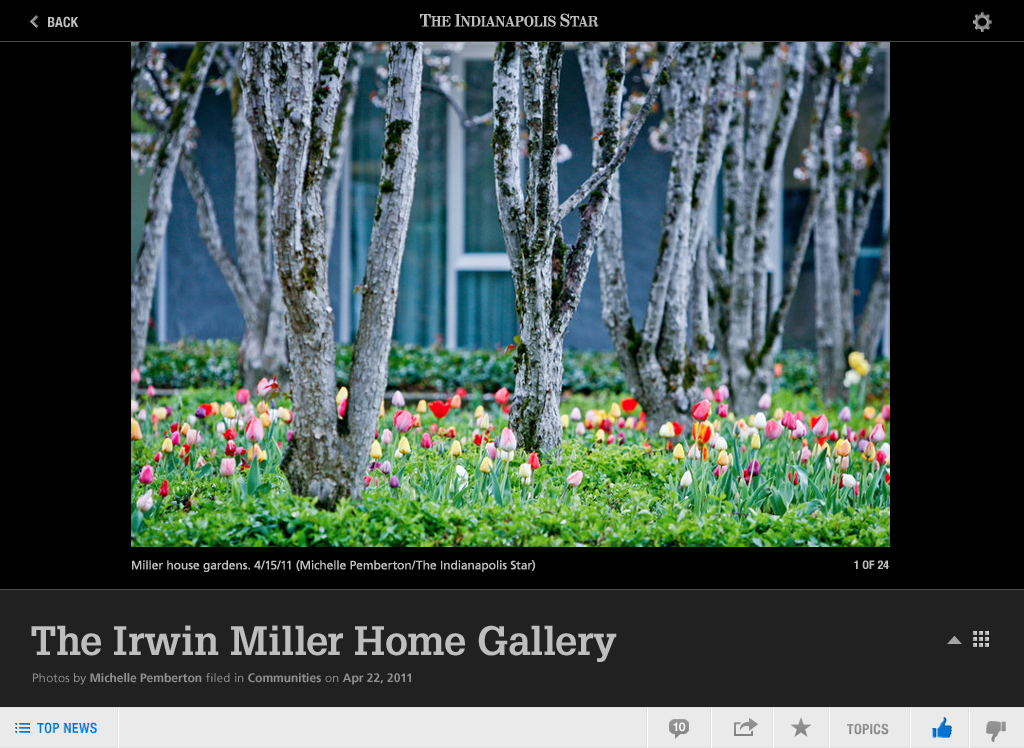 BACK
THE INDIANAPOLIS STAR
Miller house gardens. 4/15/11 (Michelle Pemberton/The Indianapolis Star)
1 OF 24
The Irwin Miller Home Gallery
Photos by Michelle Pemberton filed in Communities on Apr 22, 2011
TOP NEWS
10
TOPICS